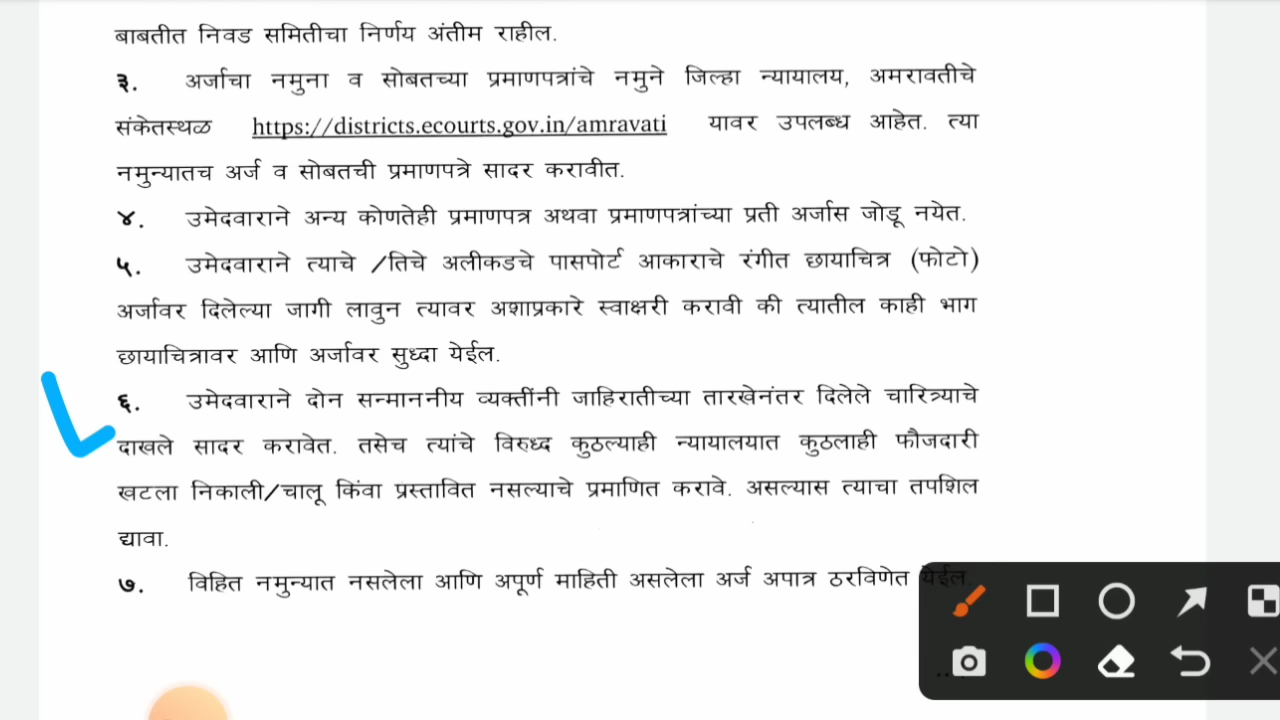 बाबतीत निवड समितीचा निर्णय अंतीम राहील.
३. अर्जाचा नमुना व सोबतच्या प्रमाणपत्रांचे नमुने जिल्हा न्यायालय, अमरावतीचे
संकेतस्थळ https://districts.ecourts.gov.in/amravati यावर उपलब्ध आहेत. त्या
नमुन्यातच अर्ज व सोबतची प्रमाणपत्रे सादर करावीत.
४. उमेदवाराने अन्य कोणतेही प्रमाणपत्र अथवा प्रमाणपत्रांच्या प्रती अर्जास जोडू नयेत.
५. उमेदवाराने त्याचे /तिचे अलीकडचे पासपोर्ट आकाराचे रंगीत छायाचित्र (फोटो)
अर्जावर दिलेल्या जागी लावुन त्यावर अशाप्रकारे स्वाक्षरी करावी की त्यातील काही भाग
छायाचित्रावर आणि अर्जावर सुध्दा येईल.
६. उमेदवाराने दोन सन्माननीय व्यक्तींनी जाहिरातीच्या तारखेनंतर दिलेले चारित्र्याचे
दाखले सादर करावेत. तसेच त्यांचे विरुध्द कुठल्याही न्यायालयात कुठलाही फौजदारी
खटला निकाली/चालू किंवा प्रस्तावित नसल्याचे प्रमाणित करावे. असल्यास त्याचा तपशिल
द्यावा.
७. विहित नमुन्यात नसलेला आणि अपूर्ण माहिती असलेला अर्ज अपात्र ठरविणेत येईल.